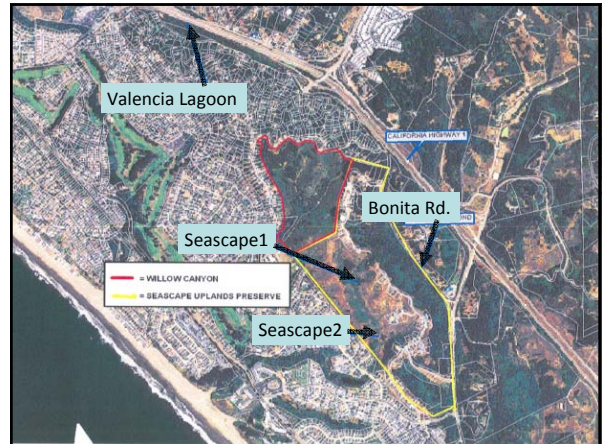 Valencia Lagoon
CALIFORNIA HIGHWAY 1
Bonita Rd.
Seascape1
= WILLOW CANYON
= SEASCAPE UPLANDS PRESERVE
Seascape2